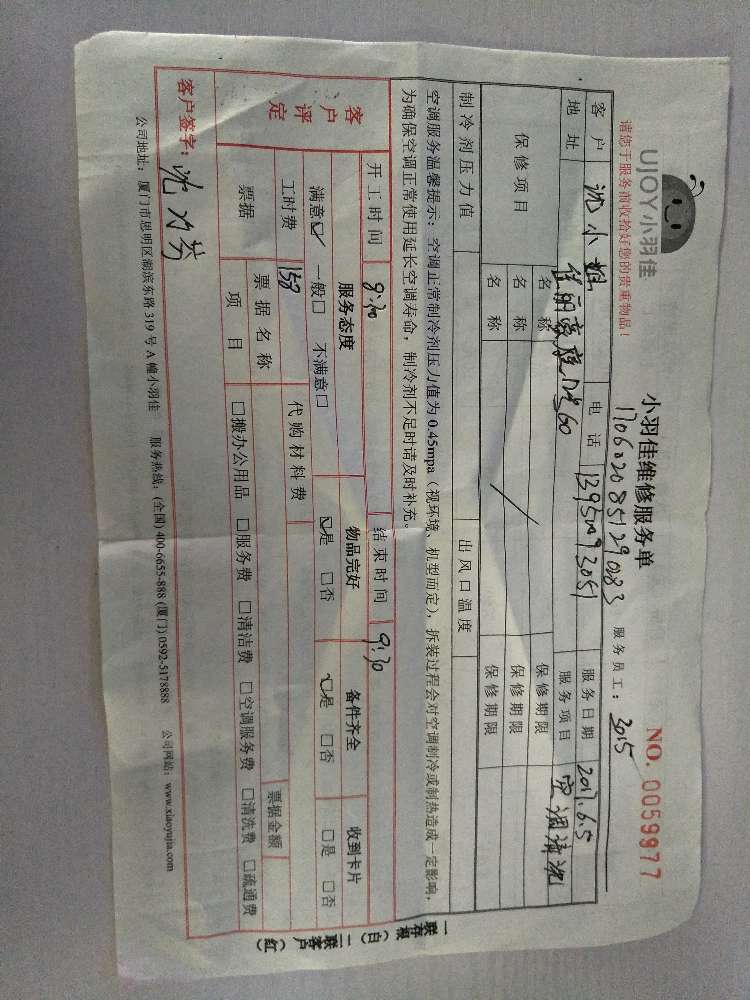 UJOY小羽佳
请您于服务前收拾好您的贵重物品！
小羽佳维修服务单
NO. 0059977
服务员工：3015
客户 沈小姐 电话 服务日期 2017.6.5
地址 服务项目 空调清洗
保修项目 名称 保修期限
名称 保修期限
名称 保修期限
制冷剂压力值 出风口温度
空调服务温馨提示：空调正常制冷剂压力值为0.45mpa（视环境、机型而定），拆装过程会对空调制冷或制热造成一定影响，
为确保空调正常使用延长空调寿命，制冷剂不足时请及时补充。
开工时间 8:30 结束时间 9:30
客户评定 服务态度 物品完好 备件齐全 收到卡片
满意☑ 一般□ 不满意□ ☑是 □否 ☑是 □否 □是 □否
工时费 158 代购材料费
票据 票据名称 票据金额
项目 □搬办公用品 □服务费 □清洁费 □空调服务费 □清洗费 □疏通费
客户签字：
公司地址：厦门市思明区湖滨东路319号A幢小羽佳 服务热线：(全国) 400-6655-888 (厦门) 0592-5178888 公司网站：www.xiaoyujia.com
一联存根（白）二联客户（红）